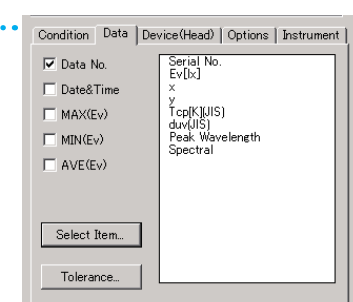 Condition Data Device(Head) Options Instrument
Data No.
Date&Time
MAX(Ev)
MIN(Ev)
AVE(Ev)
Select Item...
Tolerance...
Serial No.
Ev[lx]
x
y
Tcp[K](JIS)
duv(JIS)
Peak Wavelength
Spectral